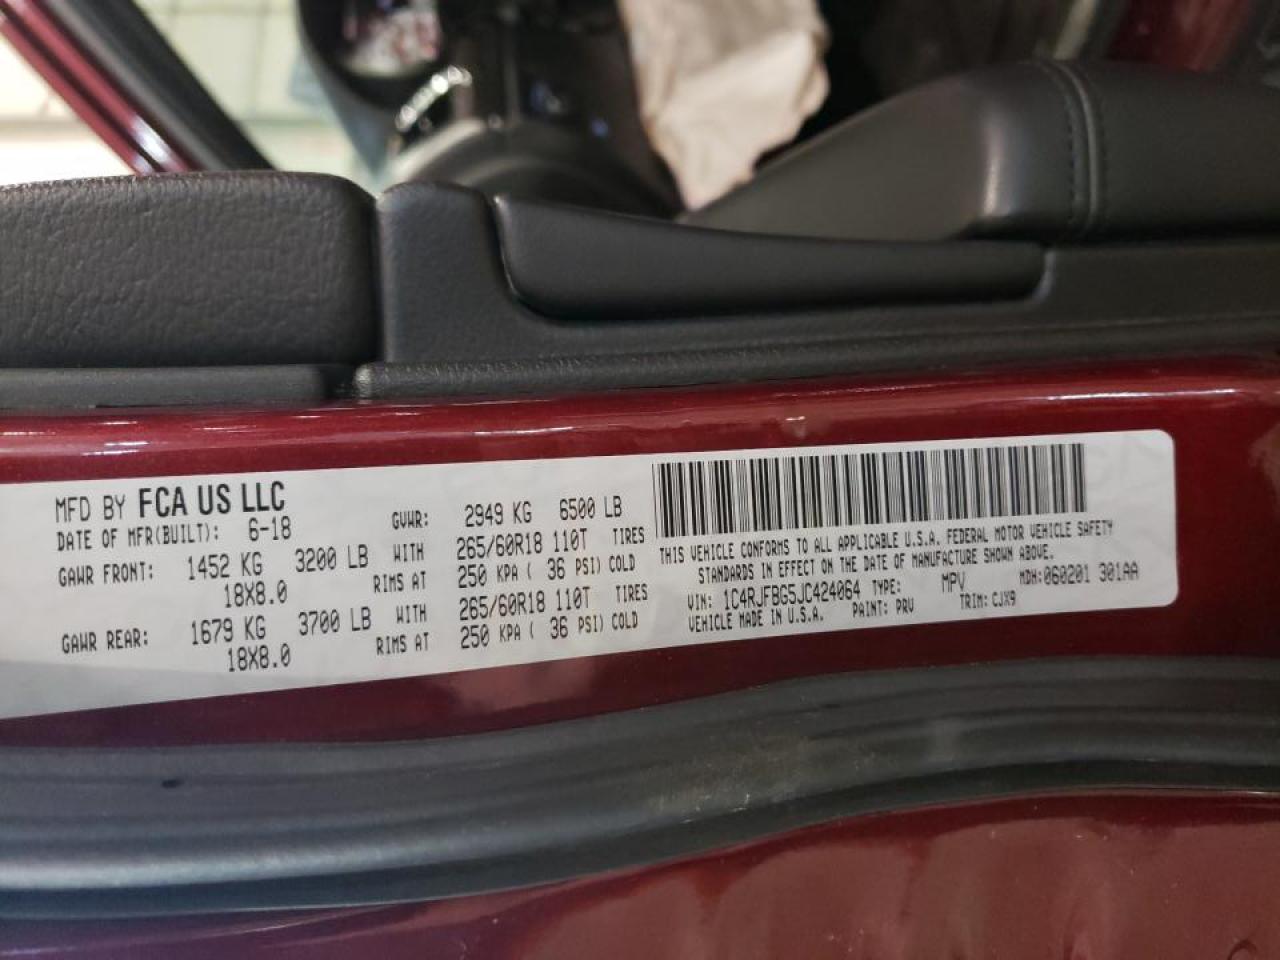 MFD BY FCA US LLC
DATE OF MFR(BUILT): 6-18 GVWR: 2949 KG 6500 LB
GAWR FRONT: 1452 KG 3200 LB WITH 265/60R18 110T TIRES
18X8.0 RIMS AT 250 KPA ( 36 PSI) COLD
GAWR REAR: 1679 KG 3700 LB WITH 265/60R18 110T TIRES
18X8.0 RIMS AT 250 KPA ( 36 PSI) COLD
THIS VEHICLE CONFORMS TO ALL APPLICABLE U.S.A. FEDERAL MOTOR VEHICLE SAFETY
STANDARDS IN EFFECT ON THE DATE OF MANUFACTURE SHOWN ABOVE.
VIN: 1C4RJFBG5JC424064 TYPE: MPV MDH:060201 301AA
VEHICLE MADE IN U.S.A. PAINT: PRV TRIM: CJX9